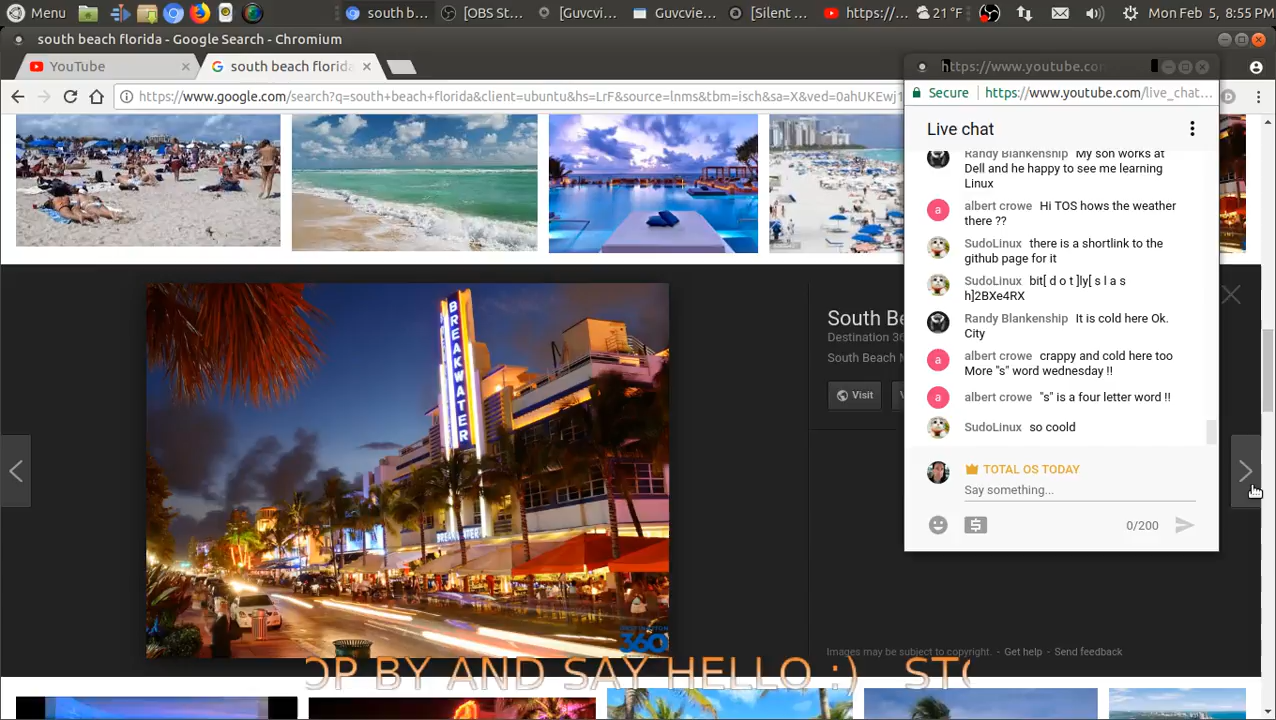 Menu
south b...
[OBS St...
[Guvci...
Guvcvie...
[Silent ...
https:/...
21 °F
Mon Feb 5, 8:55 PM
south beach florida - Google Search - Chromium
YouTube
south beach florida
https://www.google.com/search?q=south+beach+florida&client=ubuntu&hs=LrF&source=lnms&tbm=isch&sa=X&ved=0ahUKEwj1
https://www.youtube.co
Secure
https://www.youtube.com/live_chat...
Live chat
Randy Blankenship My son works at
Dell and he happy to see me learning
Linux
albert crowe Hi TOS hows the weather
there ??
SudoLinux there is a shortlink to the
github page for it
SudoLinux bit[ d o t ]ly[ s l a s
h]2BXe4RX
Randy Blankenship It is cold here Ok.
City
albert crowe crappy and cold here too
More "s" word wednesday !!
albert crowe "s" is a four letter word !!
SudoLinux so coold
TOTAL OS TODAY
Say something...
0/200
BREAKWATER
BREAKWATER
DESTINATION
360
South Be
Destination 36
South Beach M
Visit
V
Images may be subject to copyright. - Get help - Send feedback
OP BY AND SAY HELLO :) STO